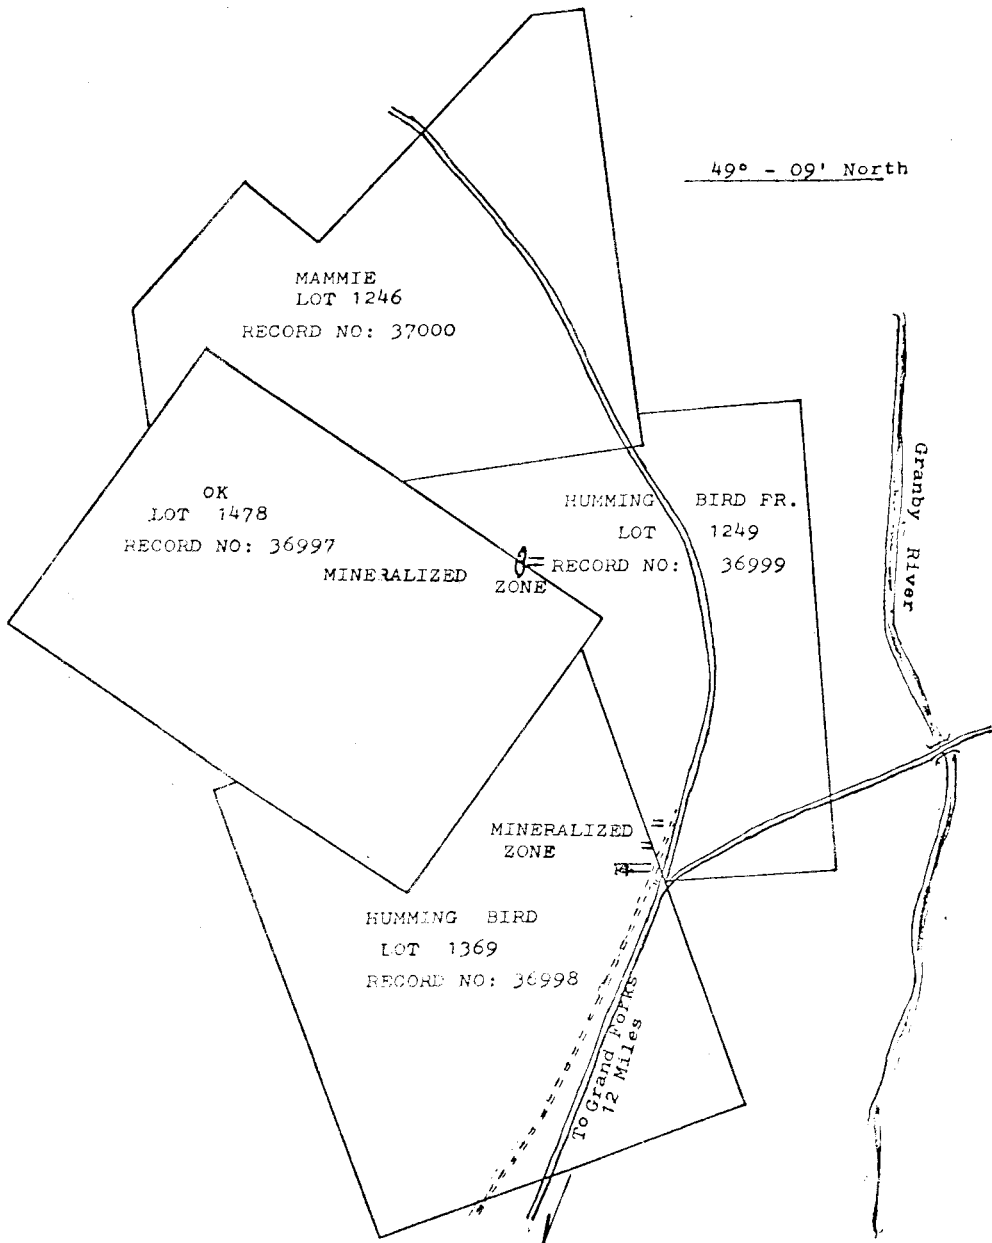 49° - 09' North
MAMMIE
LOT 1246
RECORD NO: 37000
Granby River
OK
LOT 1478
RECORD NO: 36997
MINERALIZED ZONE
HUMMING BIRD FR.
LOT 1249
RECORD NO: 36999
MINERALIZED
ZONE
HUMMING BIRD
LOT 1369
RECORD NO: 36998
To Grand Forks
12 Miles